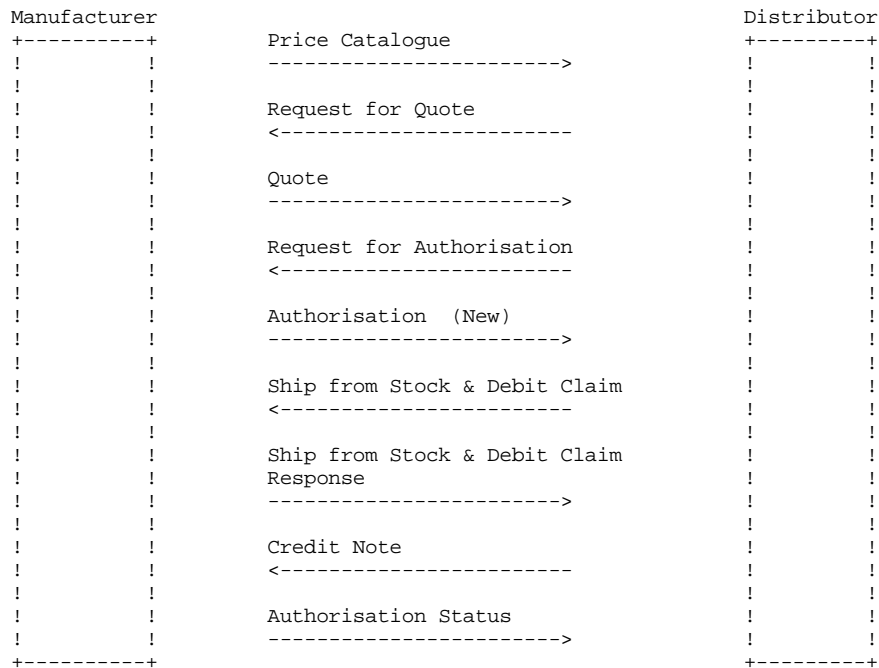 Manufacturer Distributor
Price Catalogue
Request for Quote
Quote
Request for Authorisation
Authorisation (New)
Ship from Stock & Debit Claim
Ship from Stock & Debit Claim
Response
Credit Note
Authorisation Status